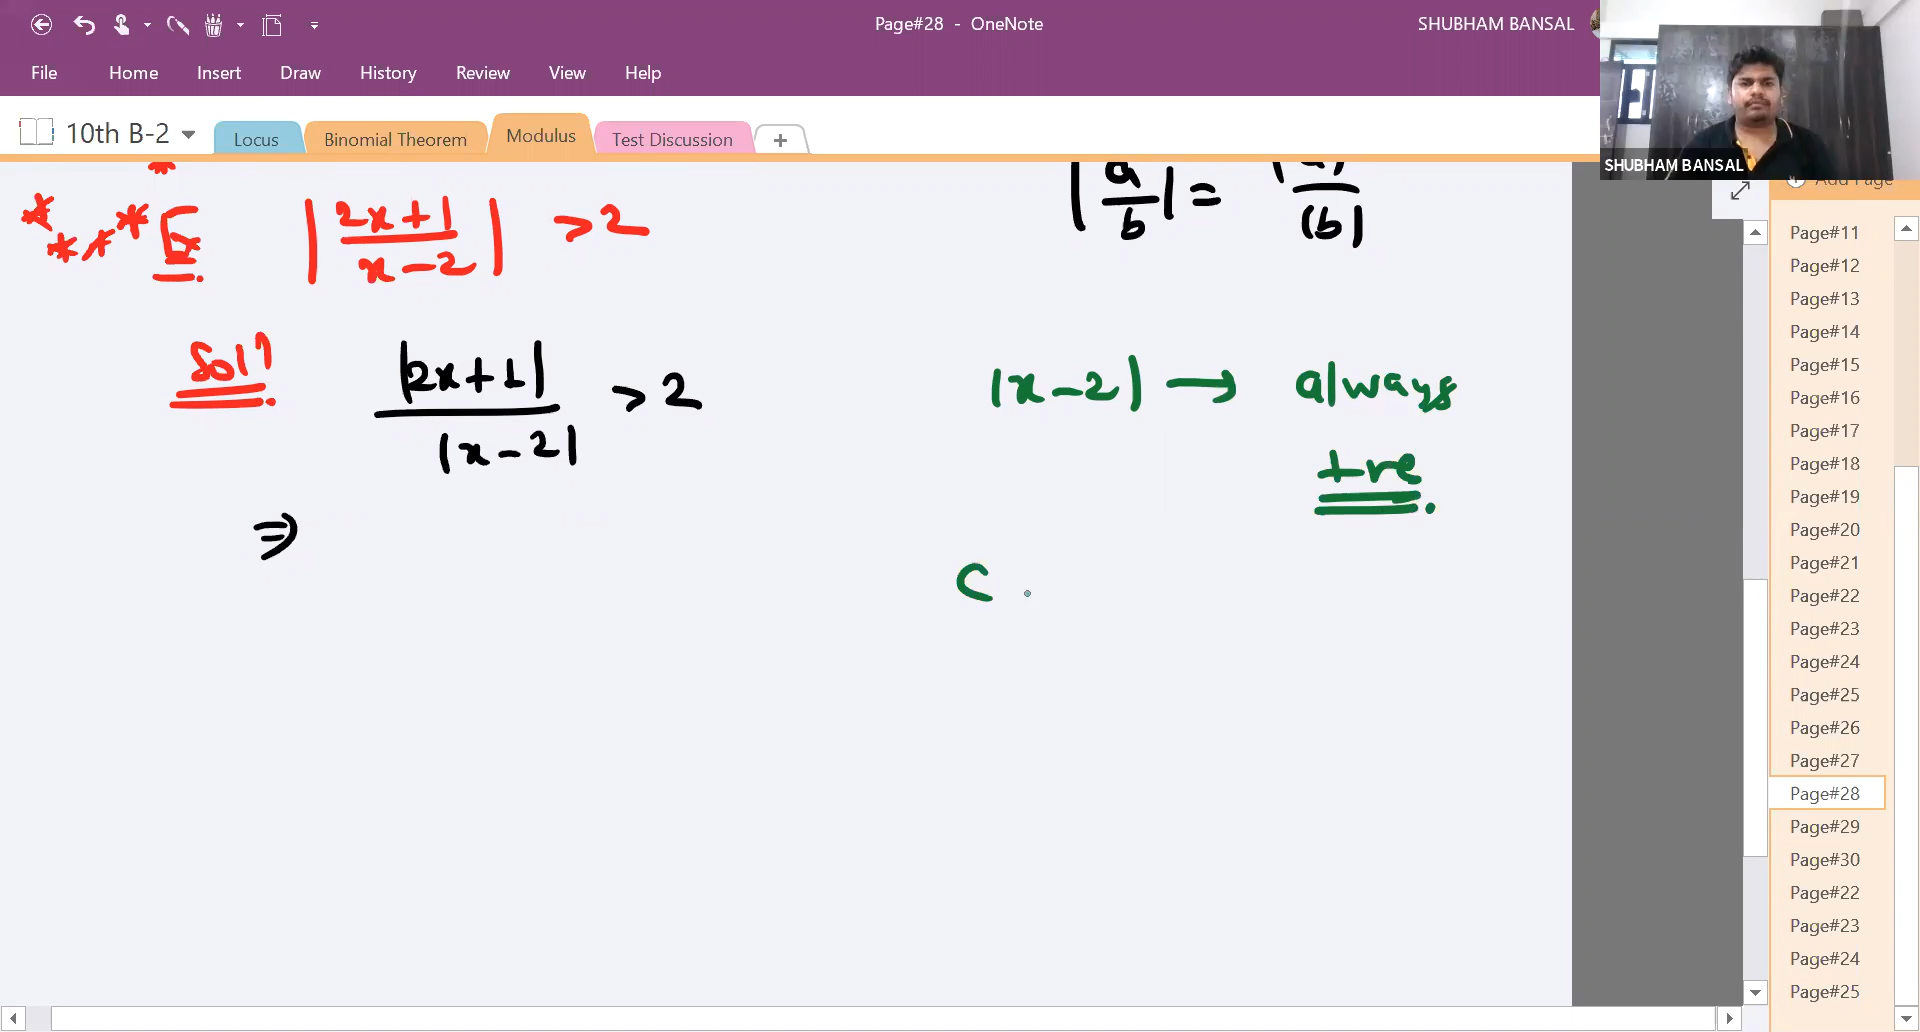 Page#28 - OneNote
SHUBHAM BANSAL
File Home Insert Draw History Review View Help
SHUBHAM BANSAL
10th B-2 Locus Binomial Theorem Modulus Test Discussion +
Add Page
|a/b| = |a|/|b|
Ex |(2x+1)/(x-2)| > 2
Solⁿ |2x+1|/|x-2| > 2
|x-2| → always
+ve
⇒
C
Page#11
Page#12
Page#13
Page#14
Page#15
Page#16
Page#17
Page#18
Page#19
Page#20
Page#21
Page#22
Page#23
Page#24
Page#25
Page#26
Page#27
Page#28
Page#29
Page#30
Page#22
Page#23
Page#24
Page#25